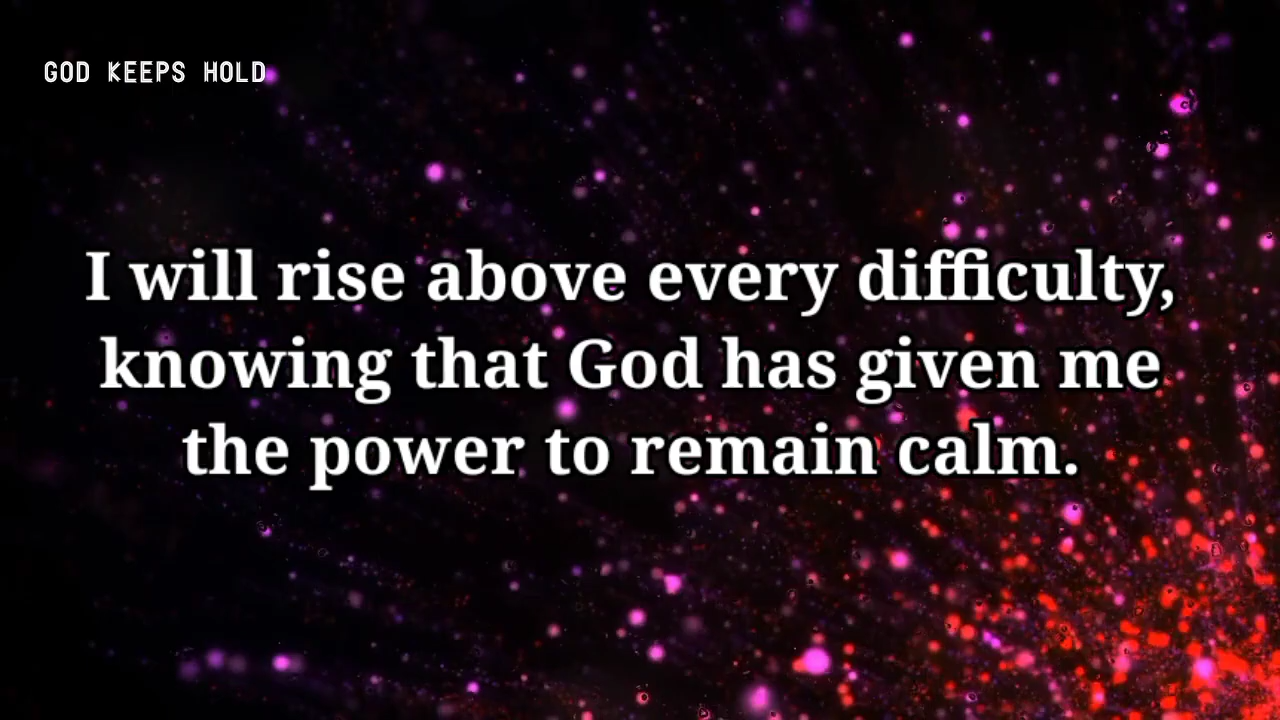 GOD KEEPS HOLD
I will rise above every difficulty,
knowing that God has given me
the power to remain calm.